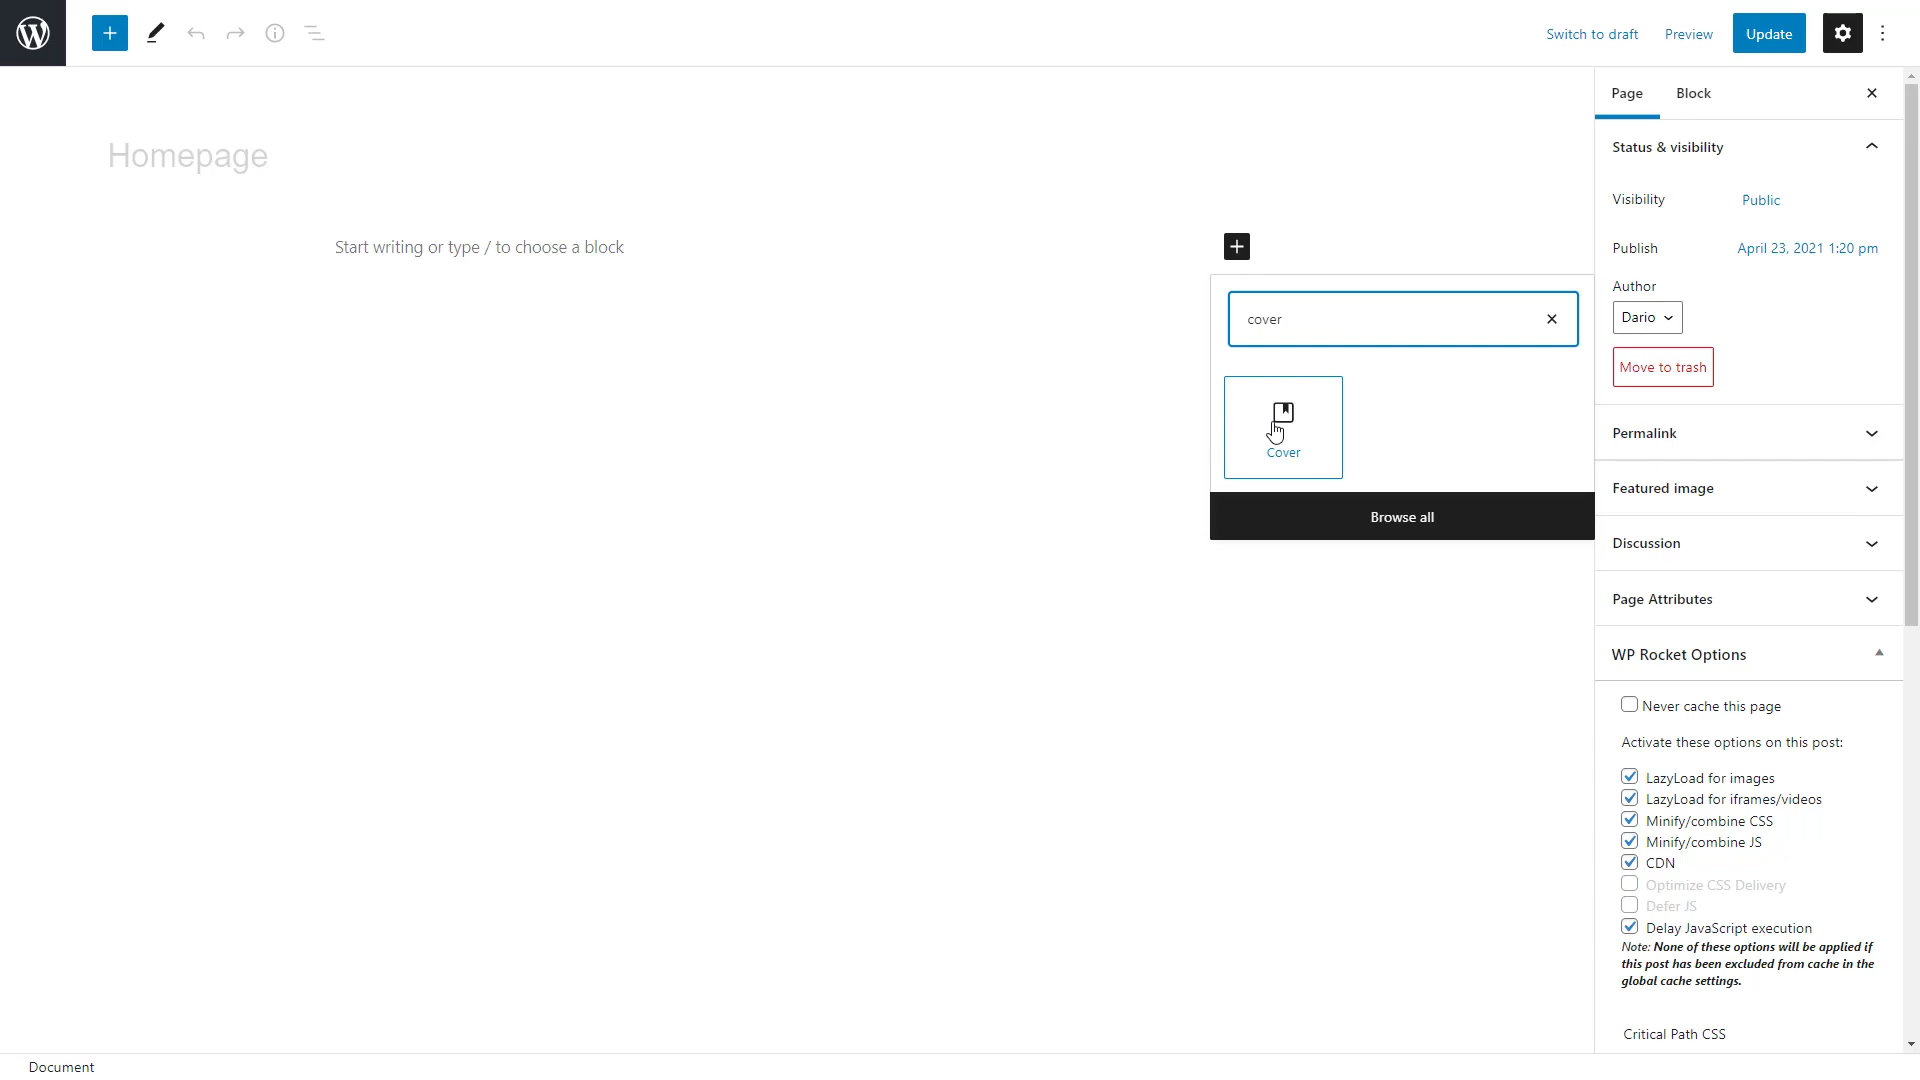 Switch to draft
Preview
Update
Homepage
Start writing or type / to choose a block
cover
Cover
Browse all
Page
Block
Status & visibility
Visibility
Public
Publish
April 23, 2021 1:20 pm
Author
Dario
Move to trash
Permalink
Featured image
Discussion
Page Attributes
WP Rocket Options
Never cache this page
Activate these options on this post:
LazyLoad for images
LazyLoad for iframes/videos
Minify/combine CSS
Minify/combine JS
CDN
Optimize CSS Delivery
Defer JS
Delay JavaScript execution
Note: None of these options will be applied if
this post has been excluded from cache in the
global cache settings.
Critical Path CSS
Document